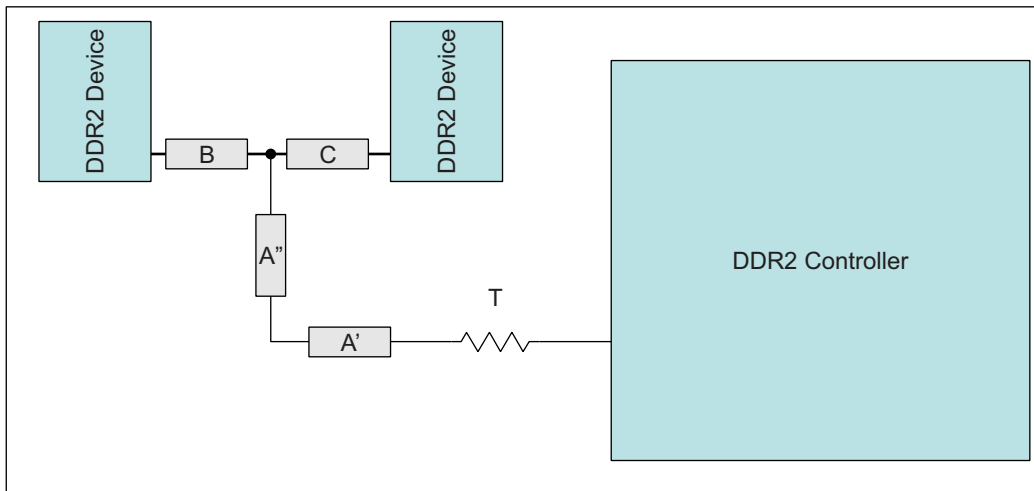 DDR2 Device
DDR2 Device
B
C
A”
DDR2 Controller
T
A'